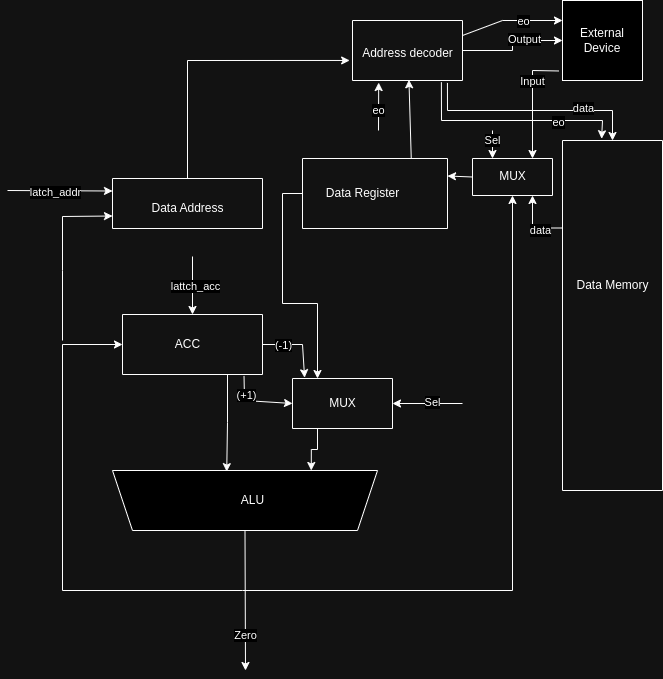 eo
External
Device
Output
Address decoder
Input
eo
data
eo
Sel
MUX
latch_addr
Data Address
Data Register
data
Data Memory
lattch_acc
ACC
(-1)
(+1)
MUX
Sel
ALU
Zero